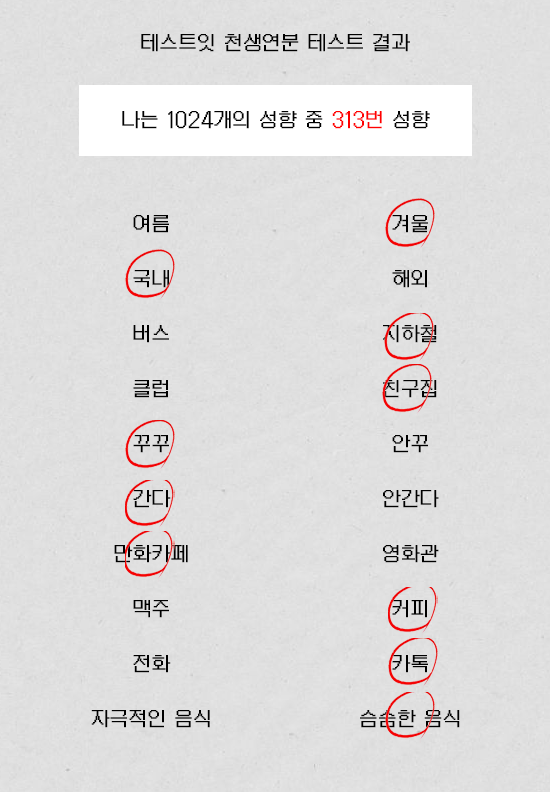 테스트잇 천생연분 테스트 결과
나는 1024개의 성향 중 313번 성향
여름 겨울
국내 해외
버스 지하철
클럽 친구집
꾸꾸 안꾸
간다 안간다
만화카페 영화관
맥주 커피
전화 카톡
자극적인 음식 슴슴한 음식